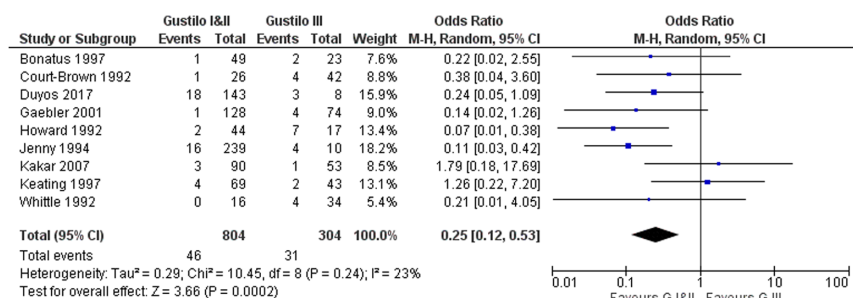 Gustilo I&II Gustilo III Odds Ratio Odds Ratio
Study or Subgroup Events Total Events Total Weight M-H, Random, 95% CI M-H, Random, 95% CI
Bonatus 1997 1 49 2 23 7.6% 0.22 [0.02, 2.55]
Court-Brown 1992 1 26 4 42 8.8% 0.38 [0.04, 3.60]
Duyos 2017 18 143 3 8 15.9% 0.24 [0.05, 1.09]
Gaebler 2001 1 128 4 74 9.0% 0.14 [0.02, 1.26]
Howard 1992 2 44 7 17 13.4% 0.07 [0.01, 0.38]
Jenny 1994 16 239 4 10 18.2% 0.11 [0.03, 0.42]
Kakar 2007 3 90 1 53 8.5% 1.79 [0.18, 17.69]
Keating 1997 4 69 2 43 13.1% 1.26 [0.22, 7.20]
Whittle 1992 0 16 4 34 5.4% 0.21 [0.01, 4.05]
Total (95% CI) 804 304 100.0% 0.25 [0.12, 0.53]
Total events 46 31
Heterogeneity: Tau² = 0.29; Chi² = 10.45, df = 8 (P = 0.24); I² = 23%
Test for overall effect: Z = 3.66 (P = 0.0002)
0.01 0.1 1 10 100
Favours G I&II Favours G III